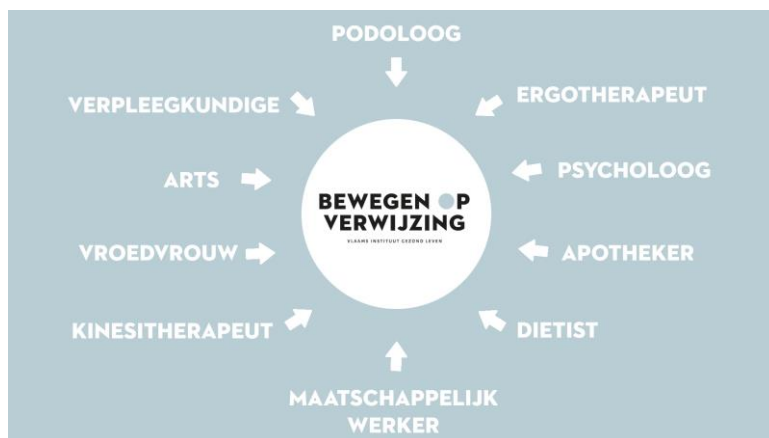 PODOLOOG
VERPLEEGKUNDIGE
ERGOTHERAPEUT
ARTS
PSYCHOLOOG
BEWEGEN OP
VERWIJZING
VLAAMS INSTITUUT GEZOND LEVEN
VROEDVROUW
APOTHEKER
KINESITHERAPEUT
DIETIST
MAATSCHAPPELIJK
WERKER